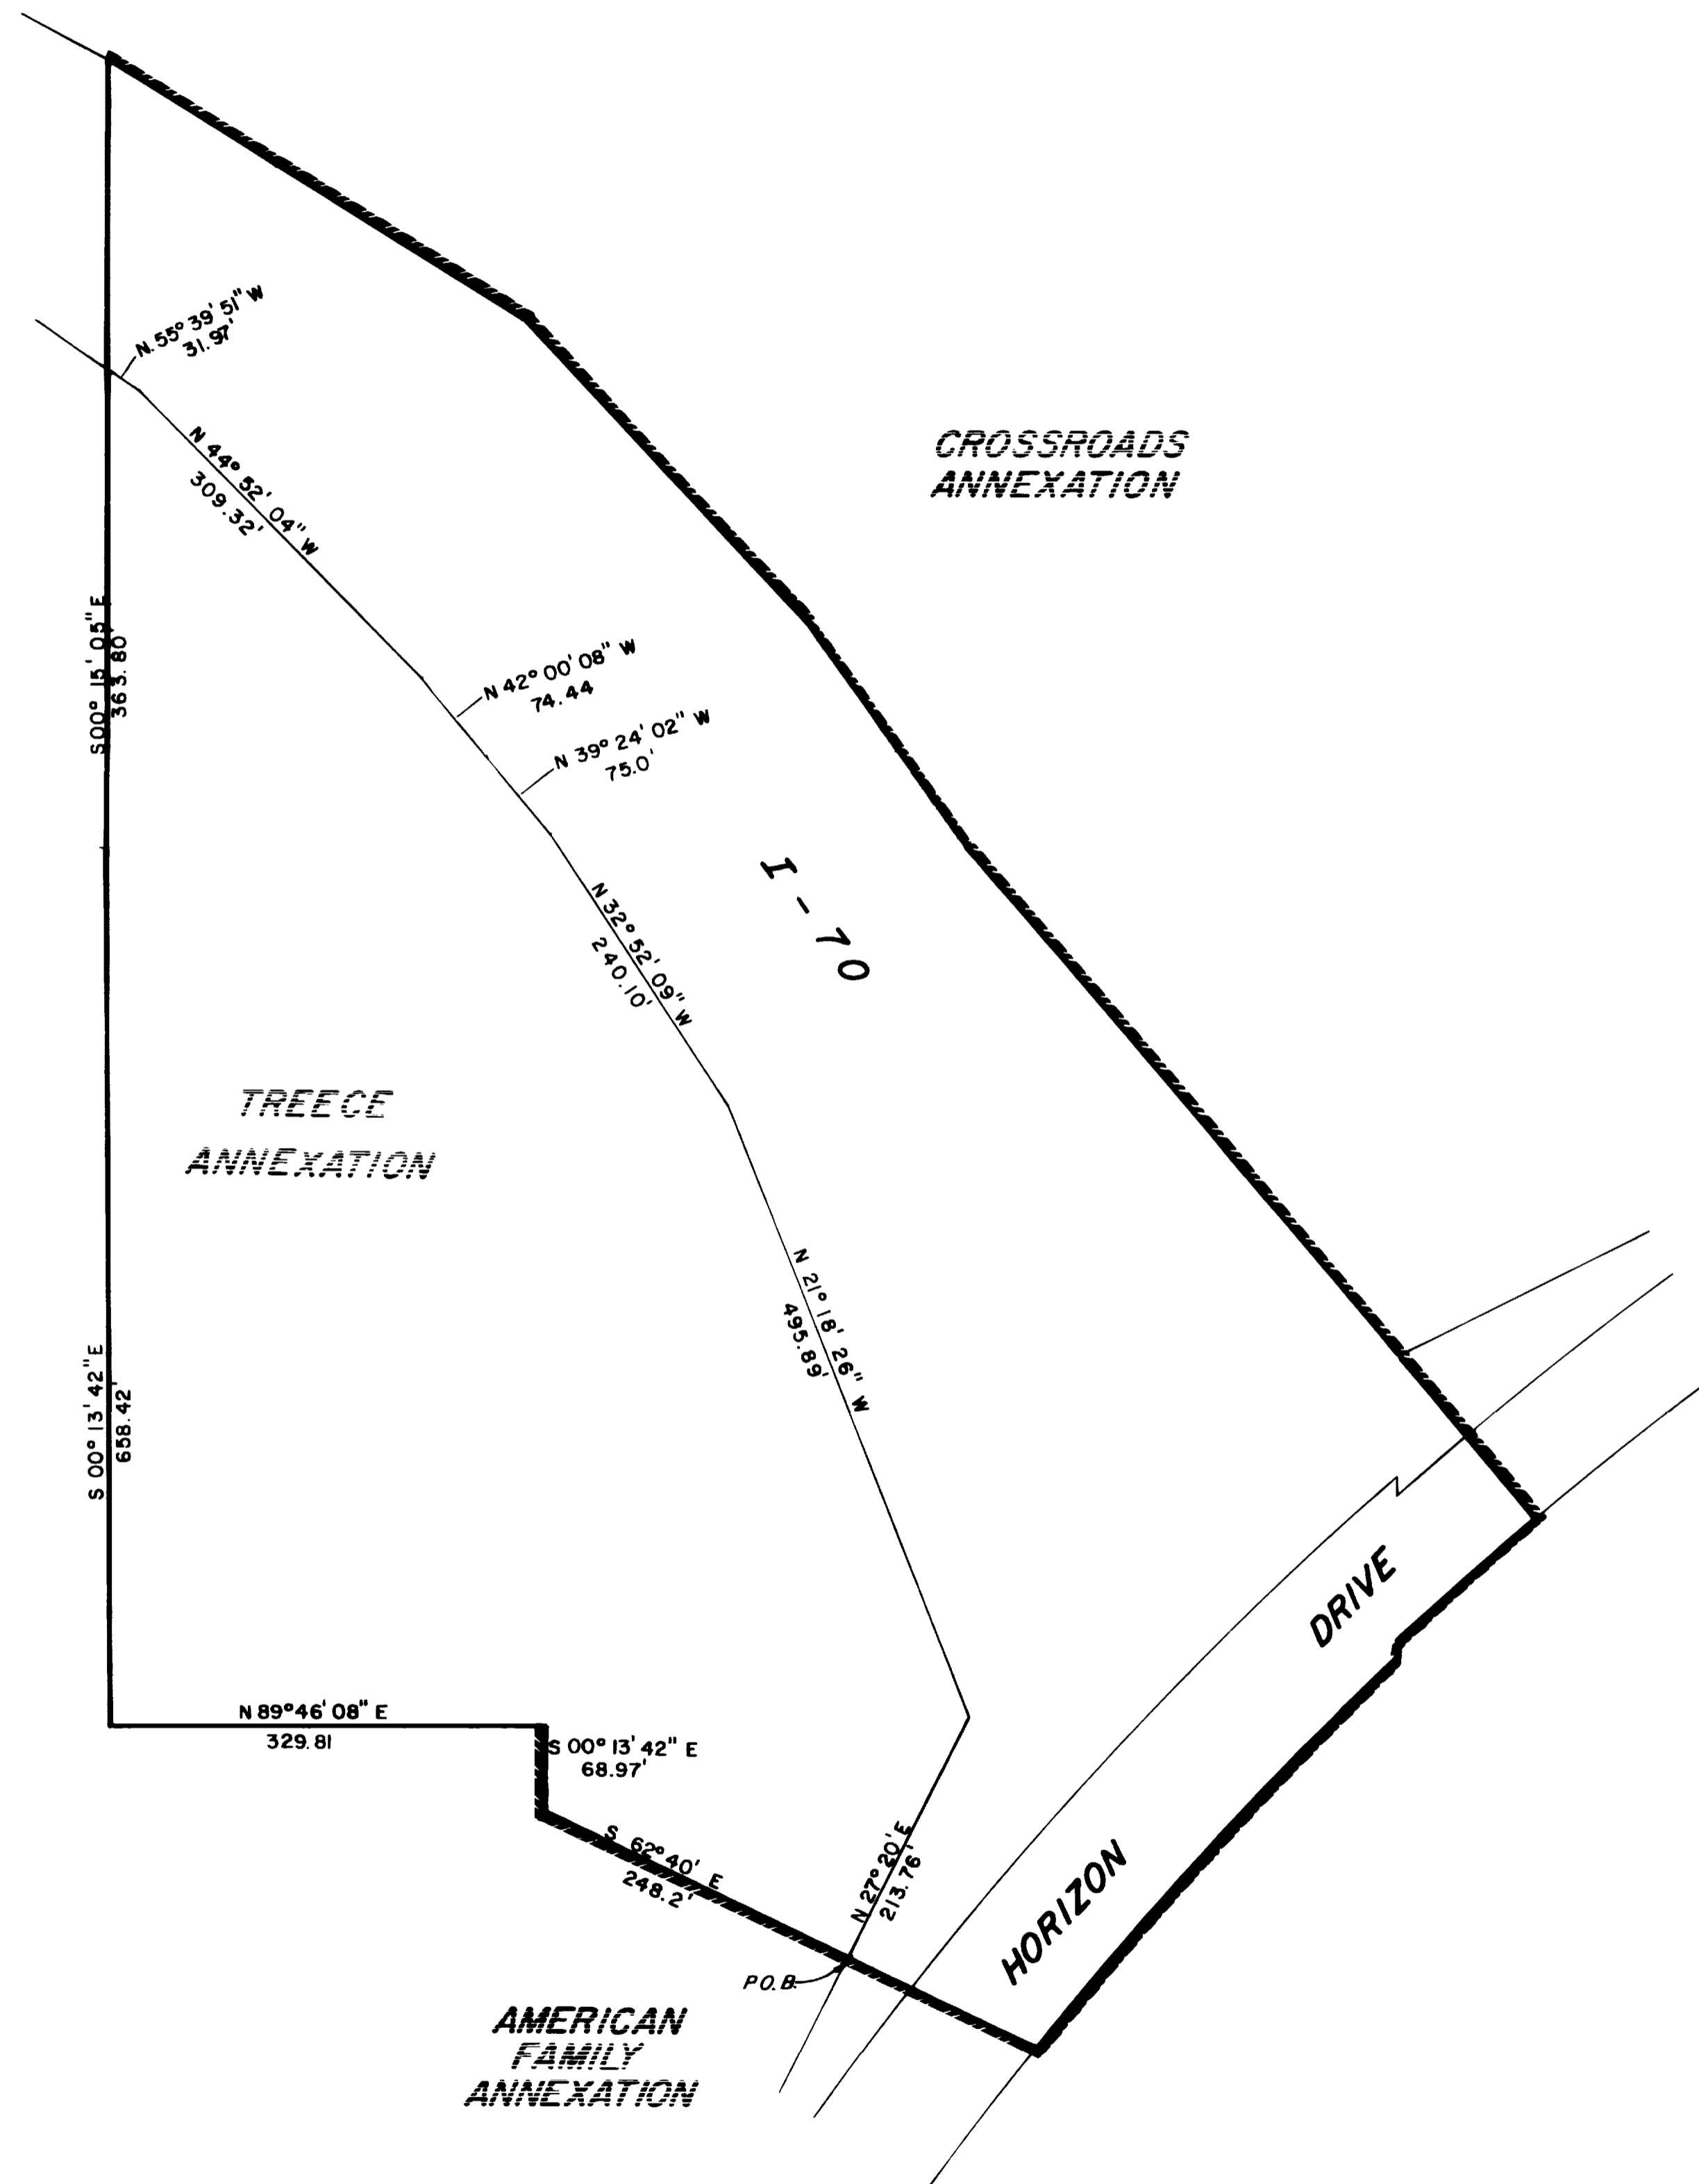 N. 55° 39' 51" W
31.97'
CROSSROADS
ANNEXATION
N 44° 52' 04" W
309.32'
S00° 15' 05" E
363.80'
N 42° 00' 08" W
74.44
N 39° 24' 02" W
75.0'
I - 70
N 32° 52' 09" W
240.10'
TREECE
ANNEXATION
N 21° 18' 26" W
495.89'
S 00° 13' 42" E
658.42'
DRIVE
HORIZON
N 89° 46' 08" E
329.81
S 00° 13' 42" E
68.97'
S 62° 40' E
248.2'
N 27° 20' E
213.76'
P.O.B.
AMERICAN
FAMILY
ANNEXATION